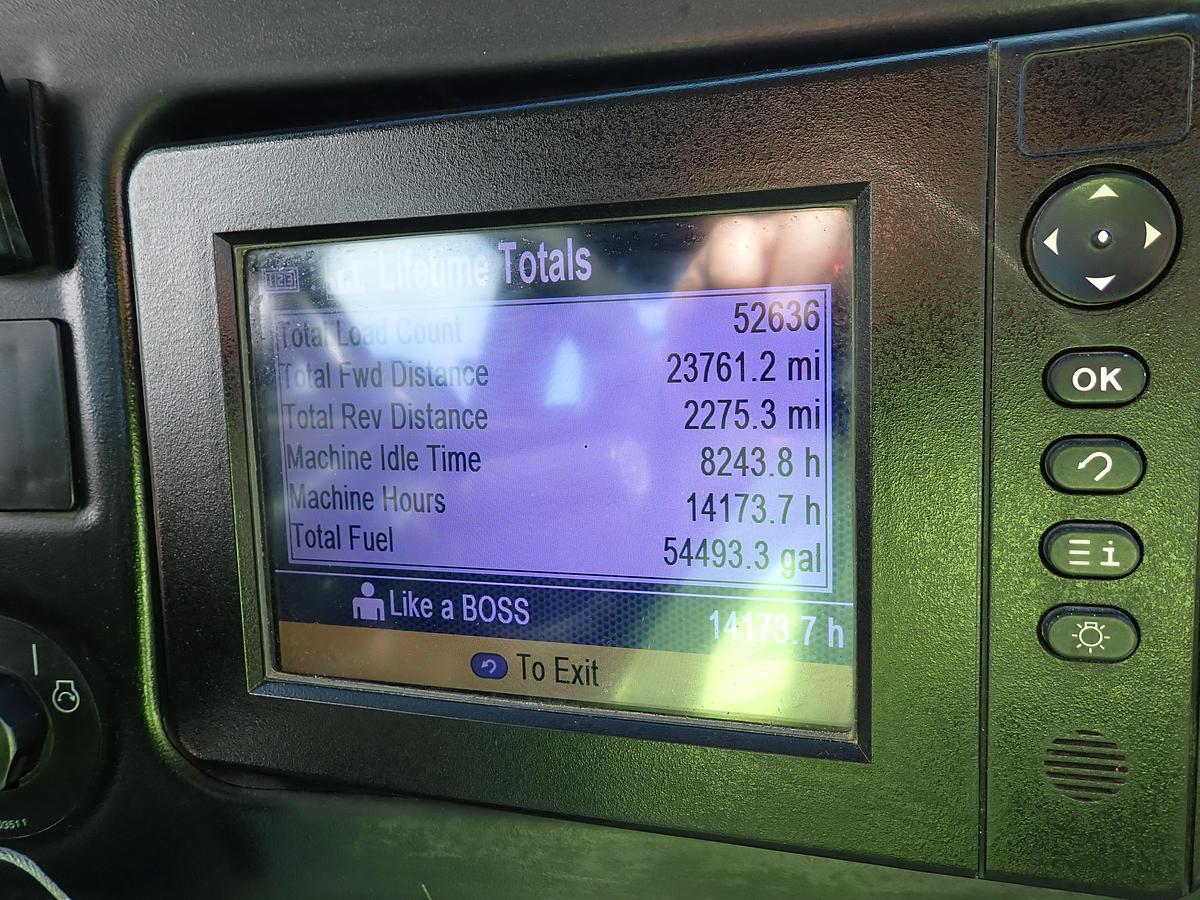 123 Lifetime Totals
Total Load Count 52636
Total Fwd Distance 23761.2 mi
Total Rev Distance 2275.3 mi
Machine Idle Time 8243.8 h
Machine Hours 14173.7 h
Total Fuel 54493.3 gal
Like a BOSS 14173.7 h
To Exit
OK
i